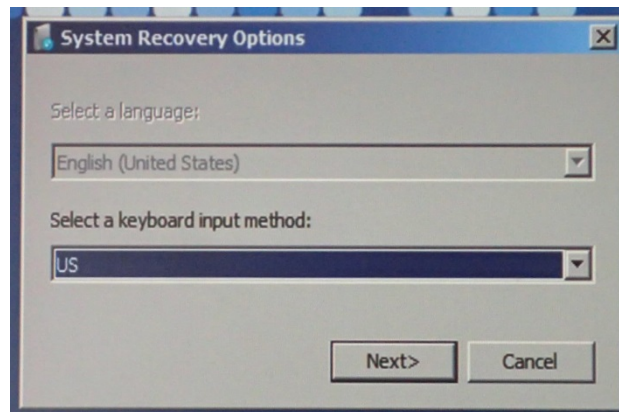 System Recovery Options
Select a language:
English (United States)
Select a keyboard input method:
US
Next>
Cancel